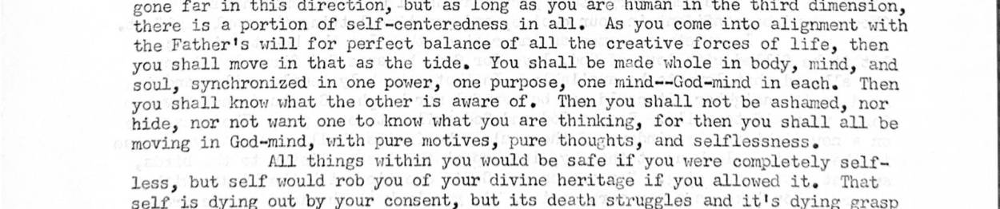 gone far in this direction, but as long as you are human in the third dimension,
there is a portion of self-centeredness in all. As you come into alignment with
the Father's will for perfect balance of all the creative forces of life, then
you shall move in that as the tide. You shall be made whole in body, mind, and
soul, synchronized in one power, one purpose, one mind--God-mind in each. Then
you shall know what the other is aware of. Then you shall not be ashamed, nor
hide, nor not want one to know what you are thinking, for then you shall all be
moving in God-mind, with pure motives, pure thoughts, and selflessness.
All things within you would be safe if you were completely self-
less, but self would rob you of your divine heritage if you allowed it. That
self is dying out by your consent, but its death struggles and it's dying grasp